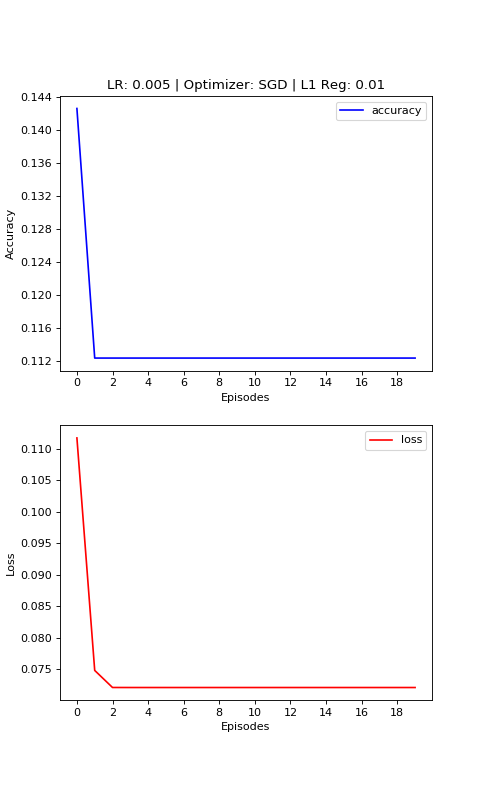 LR: 0.005 | Optimizer: SGD | L1 Reg: 0.01
accuracy
Accuracy
0.144
0.140
0.136
0.132
0.128
0.124
0.120
0.116
0.112
0 2 4 6 8 10 12 14 16 18
Episodes
loss
Loss
0.110
0.105
0.100
0.095
0.090
0.085
0.080
0.075
0 2 4 6 8 10 12 14 16 18
Episodes